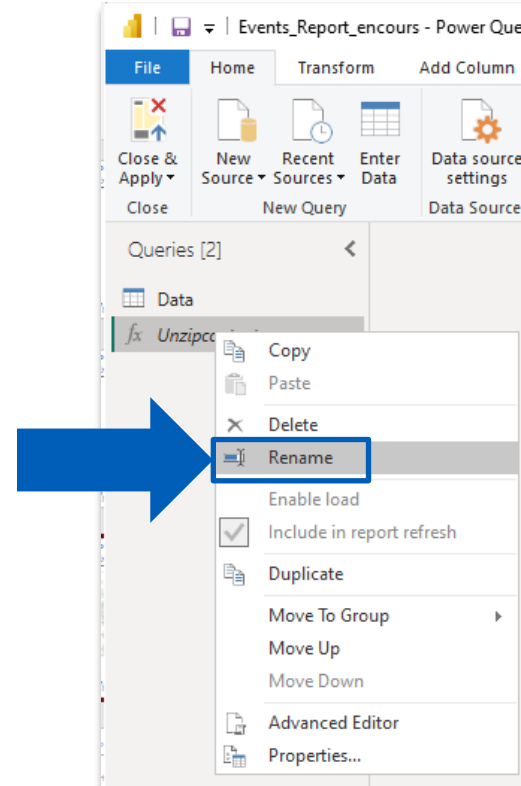 Events_Report_encours - Power Que
File Home Transform Add Column
Close & Apply New Source Recent Sources Enter Data Data source settings
Close New Query Data Source
Queries [2]
Data
fx
Copy
Paste
Delete
Rename
Enable load
Include in report refresh
Duplicate
Move To Group
Move Up
Move Down
Advanced Editor
Properties...